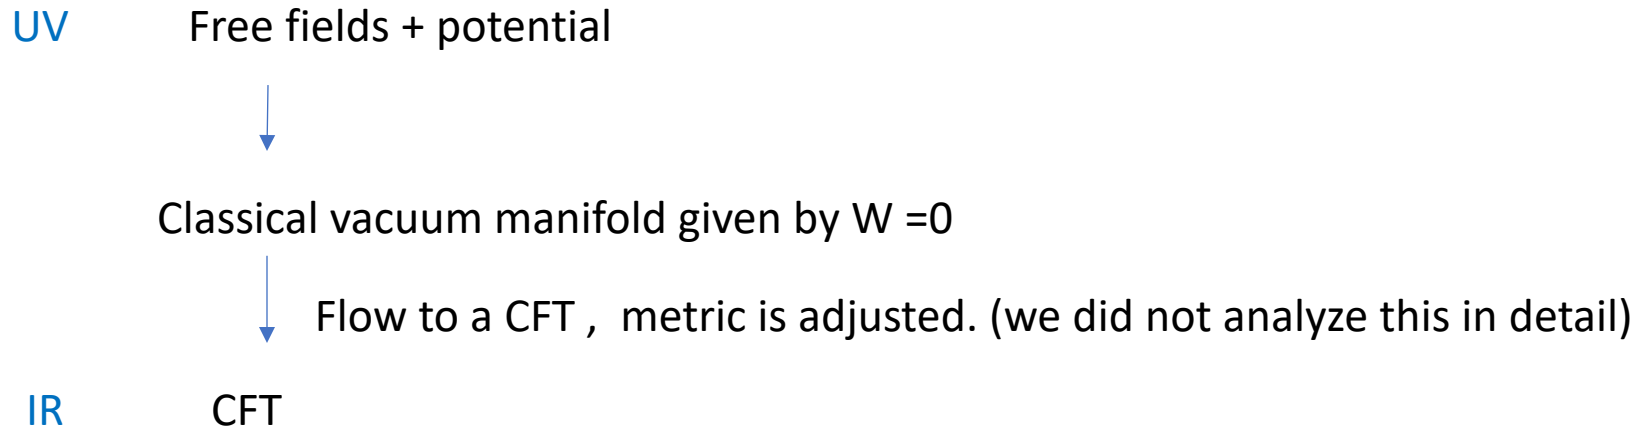 UV Free fields + potential
Classical vacuum manifold given by W =0
Flow to a CFT , metric is adjusted. (we did not analyze this in detail)
IR CFT